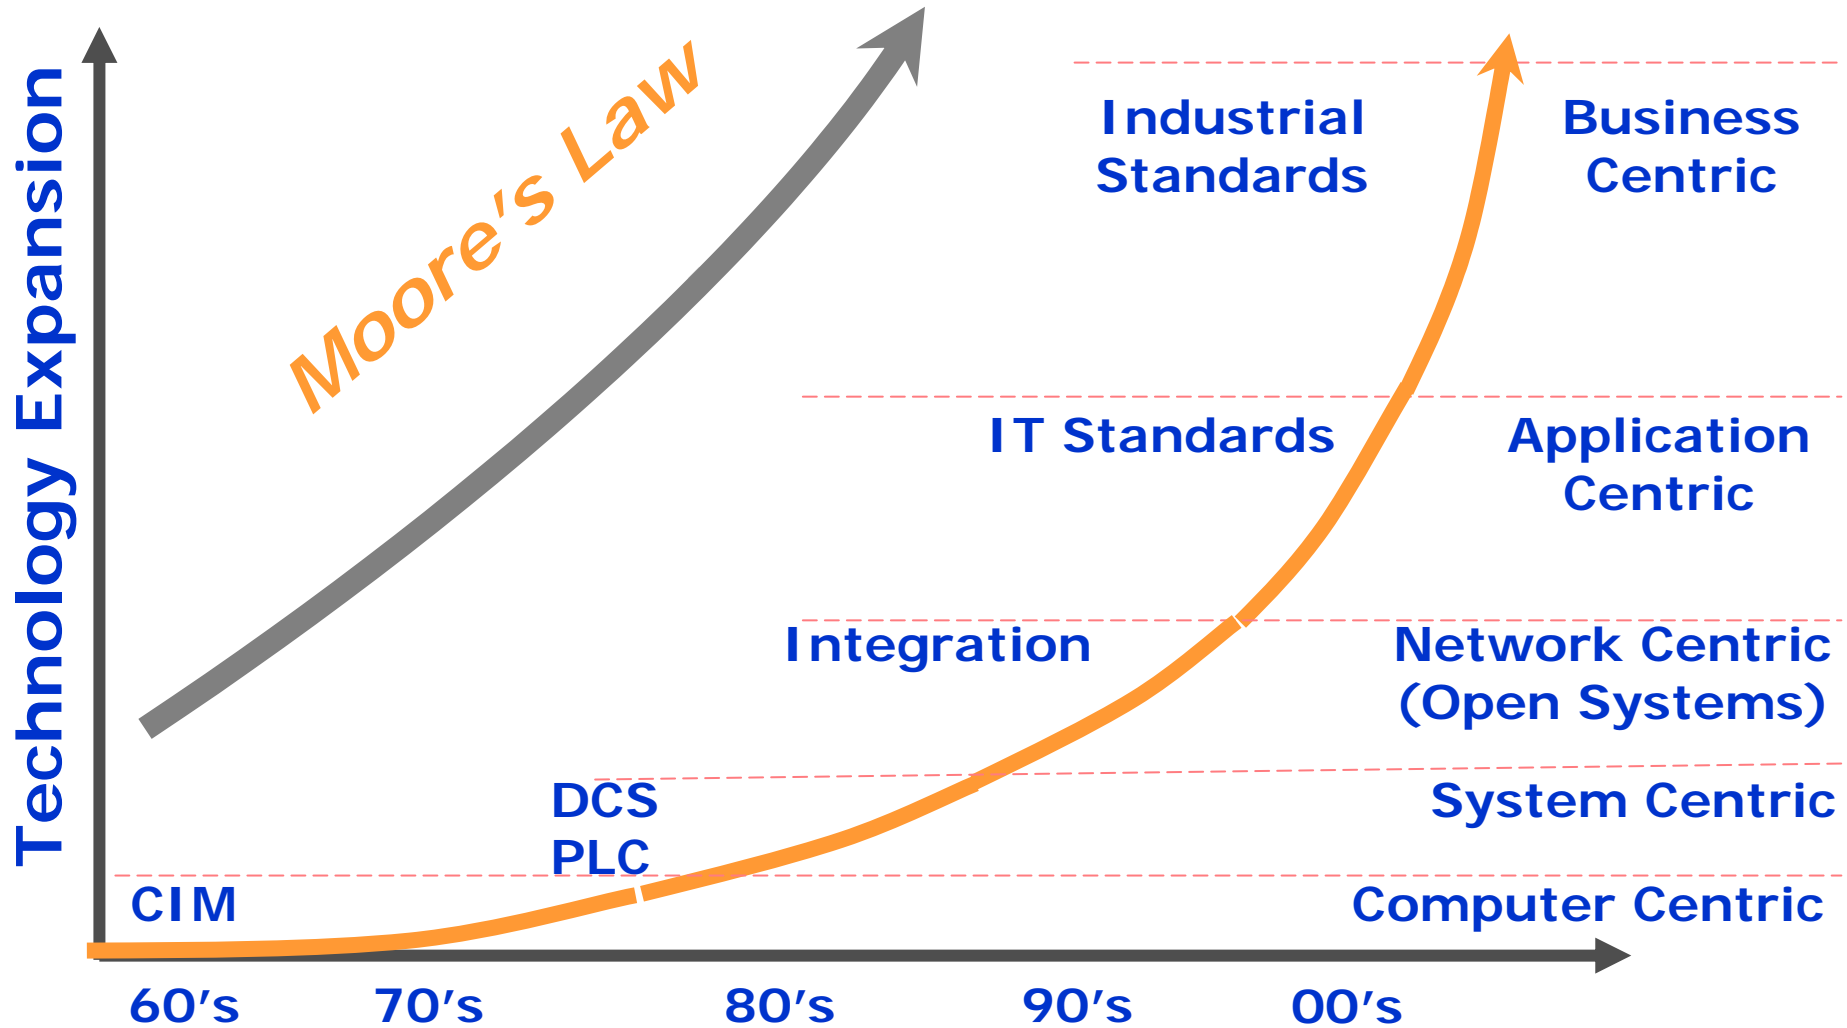 Technology Expansion
Moore's Law
Industrial
Standards
Business
Centric
IT Standards
Application
Centric
Integration
Network Centric
(Open Systems)
DCS
PLC
System Centric
CIM
Computer Centric
60's 70's 80's 90's 00's